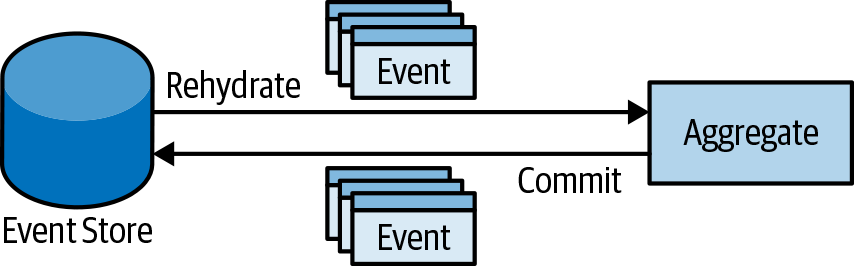 Event
Rehydrate
Aggregate
Commit
Event Store
Event